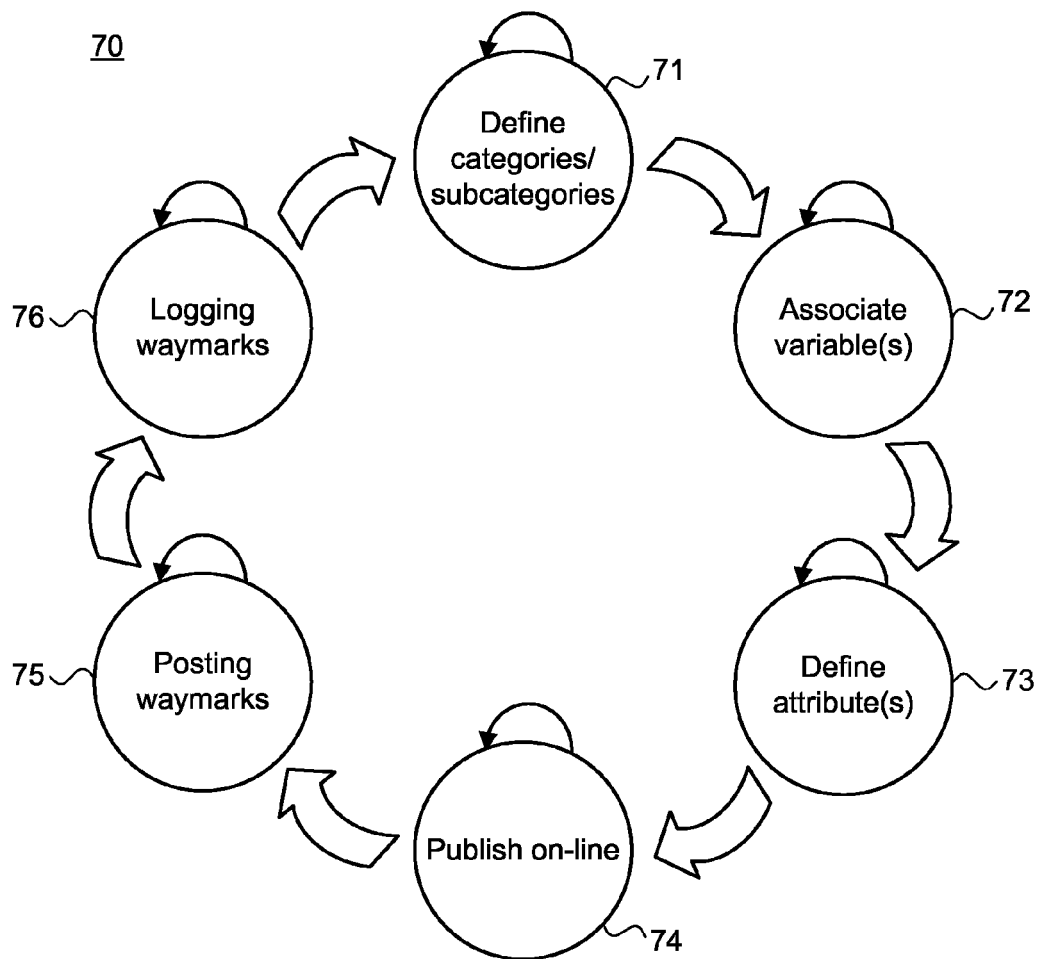 70
71
Define
categories/
subcategories
72
Associate
variable(s)
73
Define
attribute(s)
74
Publish on-line
75
Posting
waymarks
76
Logging
waymarks